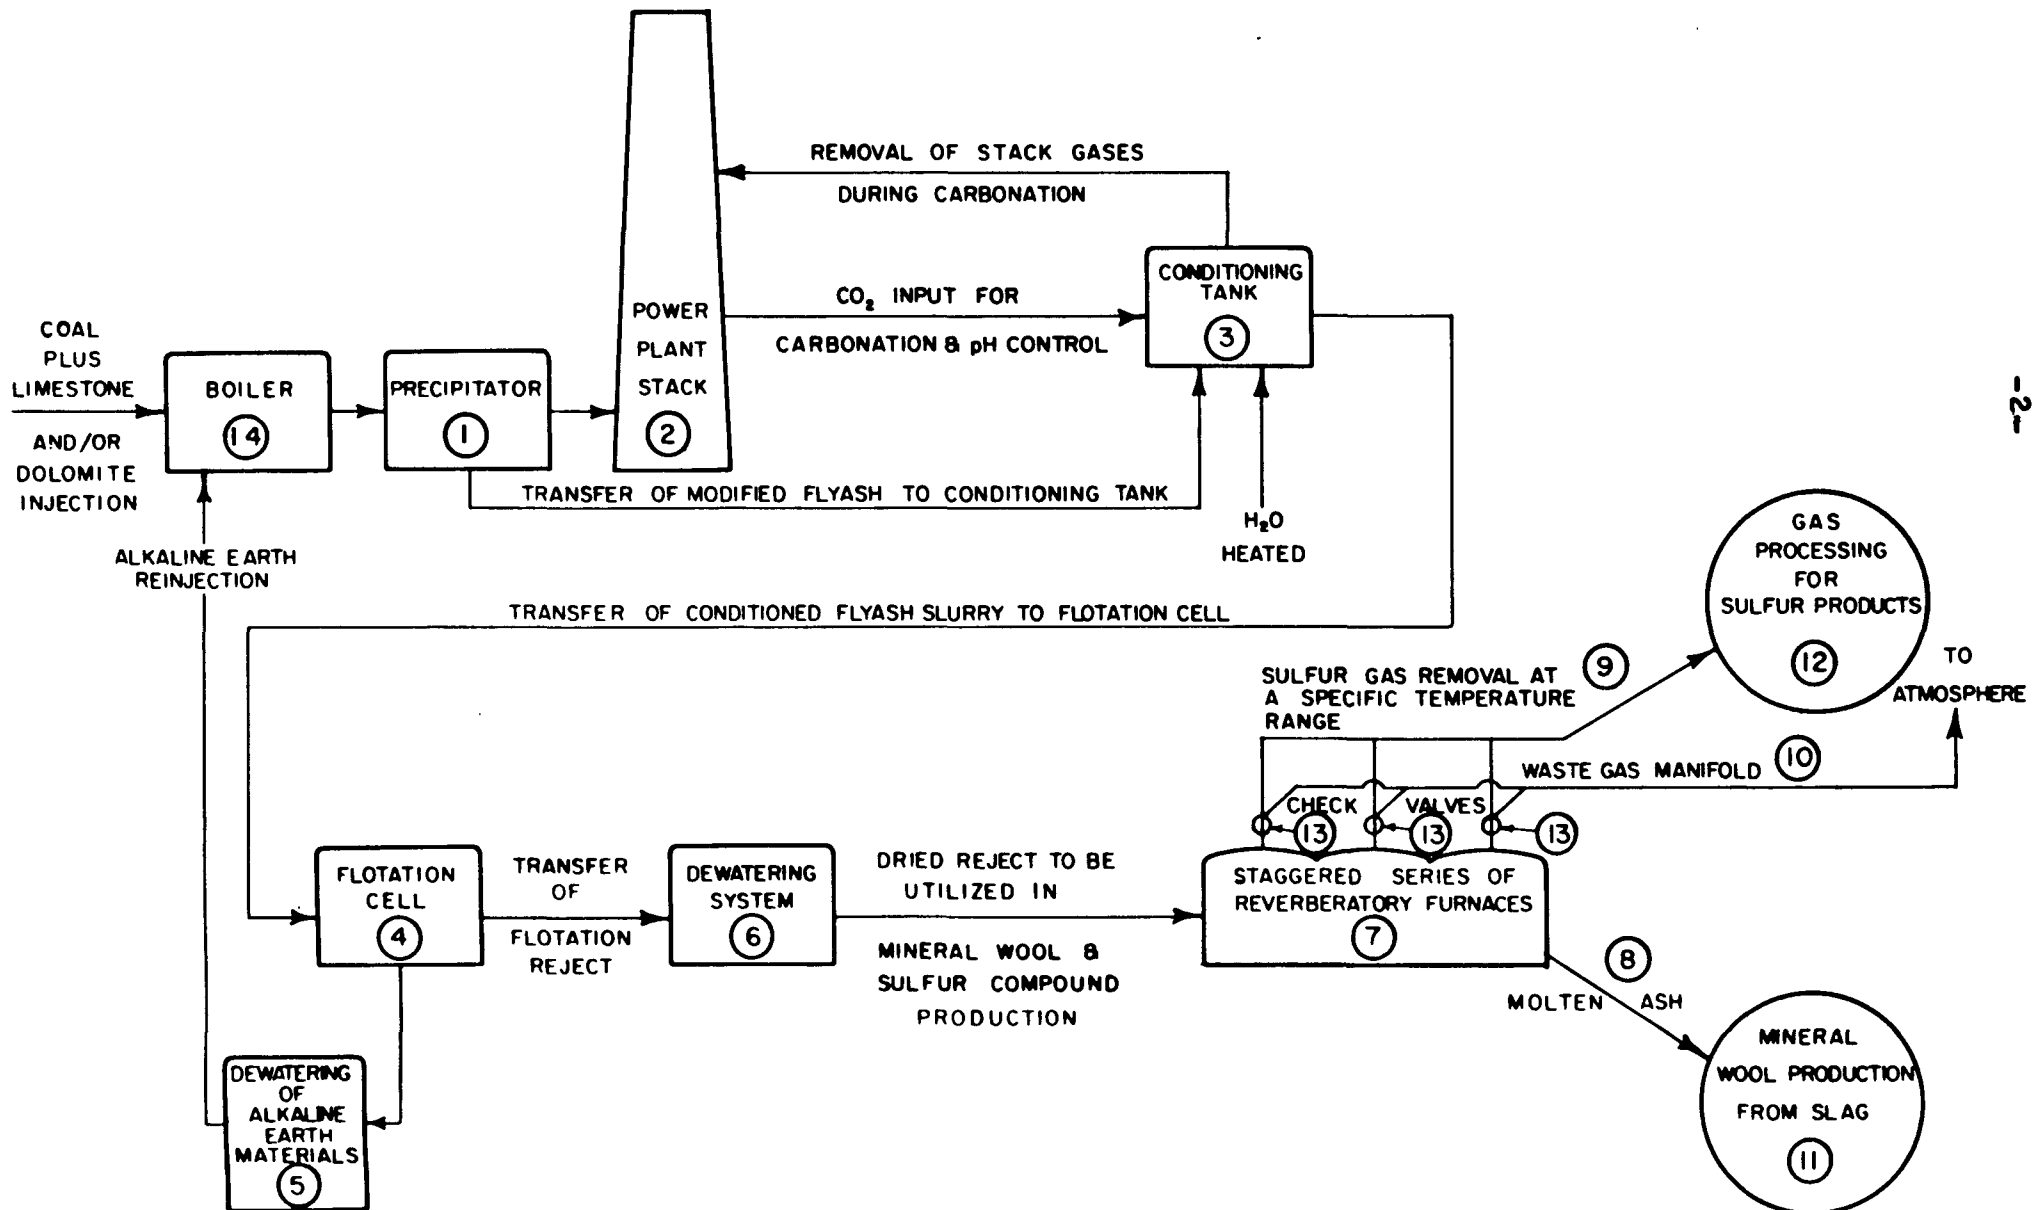 REMOVAL OF STACK GASES
DURING CARBONATION
CONDITIONING
TANK
3
CO₂ INPUT FOR
CARBONATION & pH CONTROL
POWER
PLANT
STACK
2
COAL
PLUS
LIMESTONE
AND/OR
DOLOMITE
INJECTION
BOILER
14
PRECIPITATOR
1
-2-
TRANSFER OF MODIFIED FLYASH TO CONDITIONING TANK
H₂O
HEATED
ALKALINE EARTH
REINJECTION
TRANSFER OF CONDITIONED FLYASH SLURRY TO FLOTATION CELL
GAS
PROCESSING
FOR
SULFUR PRODUCTS
12
TO
ATMOSPHERE
SULFUR GAS REMOVAL AT
A SPECIFIC TEMPERATURE
RANGE
9
WASTE GAS MANIFOLD
10
CHECK VALVES
13
13
13
FLOTATION
CELL
4
TRANSFER
OF
FLOTATION
REJECT
DEWATERING
SYSTEM
6
DRIED REJECT TO BE
UTILIZED IN
MINERAL WOOL &
SULFUR COMPOUND
PRODUCTION
STAGGERED SERIES OF
REVERBERATORY FURNACES
7
8
MOLTEN ASH
MINERAL
WOOL PRODUCTION
FROM SLAG
11
DEWATERING
OF
ALKALINE
EARTH
MATERIALS
5